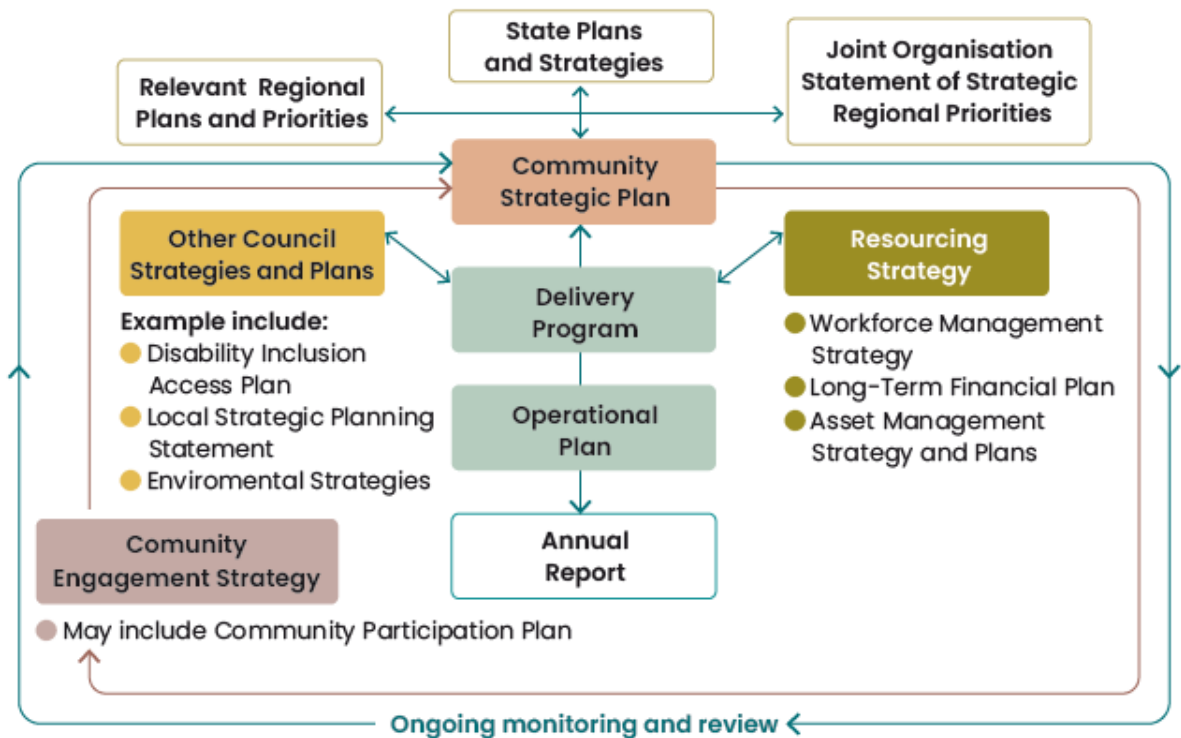 State Plans
and Strategies
Relevant Regional
Plans and Priorities
Joint Organisation
Statement of Strategic
Regional Priorities
Community
Strategic Plan
Other Council
Strategies and Plans
Example include:
Disability Inclusion
Access Plan
Local Strategic Planning
Statement
Enviromental Strategies
Delivery
Program
Operational
Plan
Annual
Report
Resourcing
Strategy
Workforce Management
Strategy
Long-Term Financial Plan
Asset Management
Strategy and Plans
Comunity
Engagement Strategy
May include Community Participation Plan
Ongoing monitoring and review